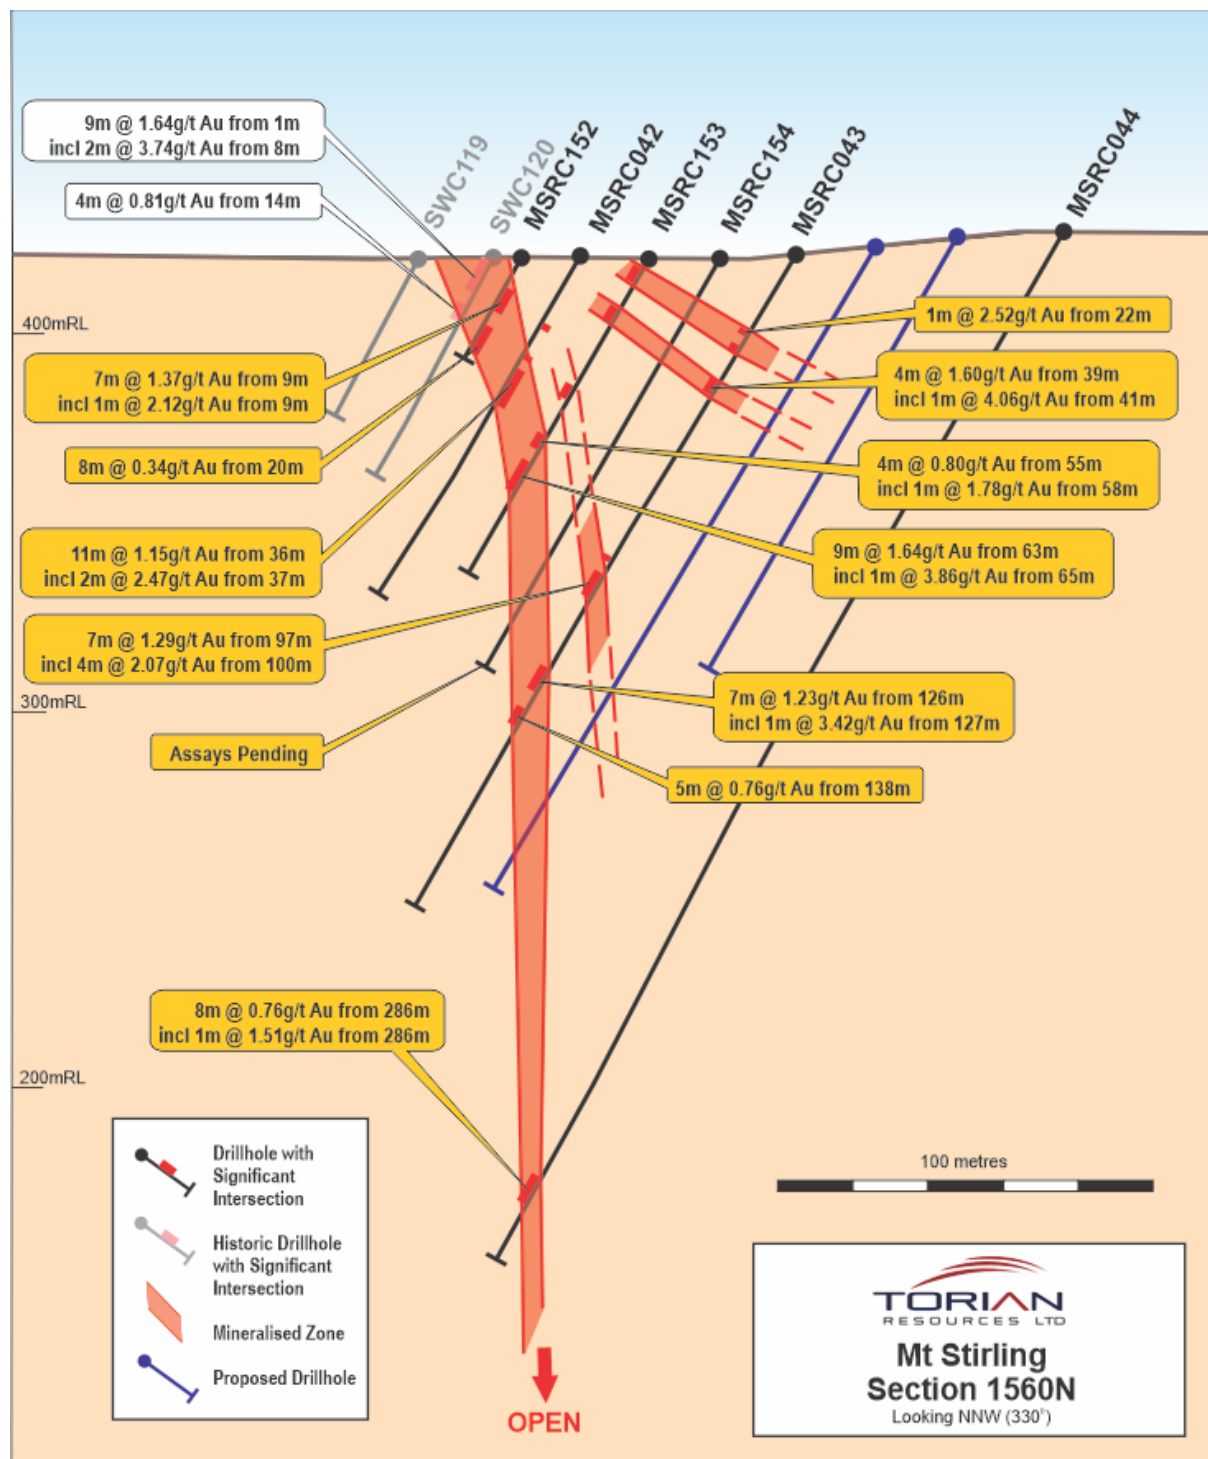 SWC119
SWC120
MSRC152
MSRC042
MSRC153
MSRC154
MSRC043
MSRC044
9m @ 1.64g/t Au from 1m
incl 2m @ 3.74g/t Au from 8m
4m @ 0.81g/t Au from 14m
400mRL
7m @ 1.37g/t Au from 9m
incl 1m @ 2.12g/t Au from 9m
8m @ 0.34g/t Au from 20m
11m @ 1.15g/t Au from 36m
incl 2m @ 2.47g/t Au from 37m
7m @ 1.29g/t Au from 97m
incl 4m @ 2.07g/t Au from 100m
300mRL
Assays Pending
1m @ 2.52g/t Au from 22m
4m @ 1.60g/t Au from 39m
incl 1m @ 4.06g/t Au from 41m
4m @ 0.80g/t Au from 55m
incl 1m @ 1.78g/t Au from 58m
9m @ 1.64g/t Au from 63m
incl 1m @ 3.86g/t Au from 65m
7m @ 1.23g/t Au from 126m
incl 1m @ 3.42g/t Au from 127m
5m @ 0.76g/t Au from 138m
8m @ 0.76g/t Au from 286m
incl 1m @ 1.51g/t Au from 286m
200mRL
Drillhole with
Significant
Intersection
Historic Drillhole
with Significant
Intersection
Mineralised Zone
Proposed Drillhole
OPEN
100 metres
TORIAN
RESOURCES LTD
Mt Stirling
Section 1560N
Looking NNW (330°)